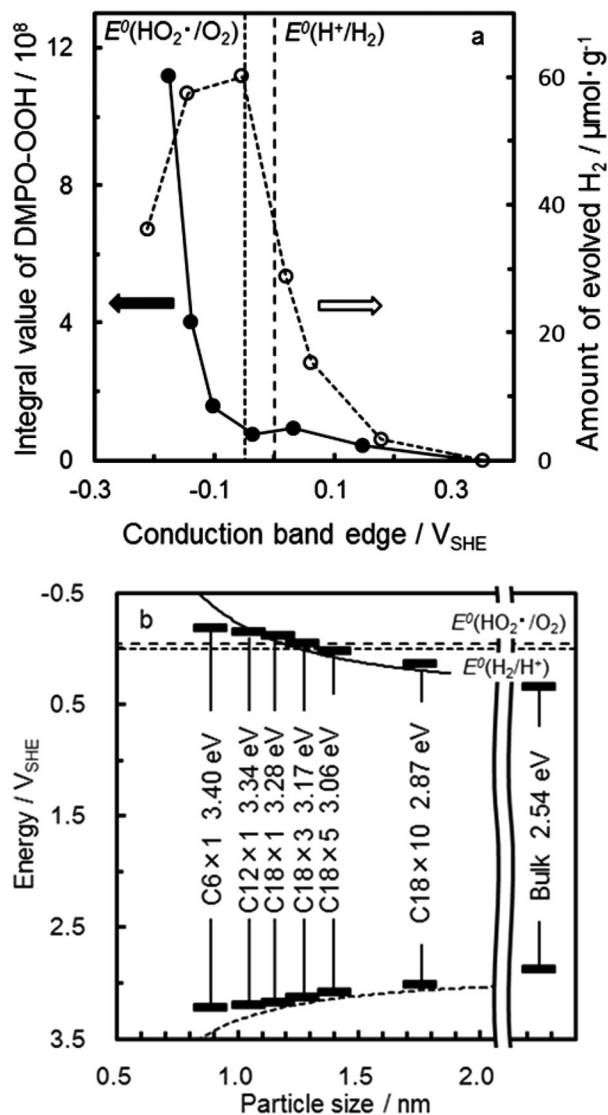 E⁰(HO₂·/O₂) E⁰(H⁺/H₂) a
Integral value of DMPO-OOH / 10⁸
12
8
4
0
Amount of evolved H₂ / μmol·g⁻¹
60
40
20
0
-0.3 -0.1 0.1 0.3
Conduction band edge / V_SHE
b
E⁰(HO₂·/O₂)
E⁰(H₂/H⁺)
Energy / V_SHE
-0.5
0.5
1.5
2.5
3.5
C6×1 3.40 eV
C12×1 3.34 eV
C18×1 3.28 eV
C18×3 3.17 eV
C18×5 3.06 eV
C18×10 2.87 eV
Bulk 2.54 eV
0.5 1.0 1.5 2.0
Particle size / nm